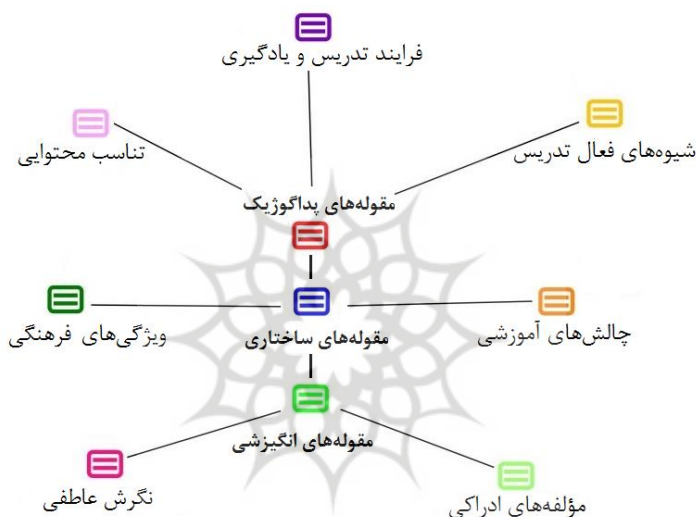 فرایند تدریس و یادگیری
شیوه‌های فعال تدریس
تناسب محتوایی
مقوله‌های پداگوژیک
چالش‌های آموزشی
مقوله‌های ساختاری
ویژگی‌های فرهنگی
مقوله‌های انگیزشی
مؤلفه‌های ادراکی
نگرش عاطفی